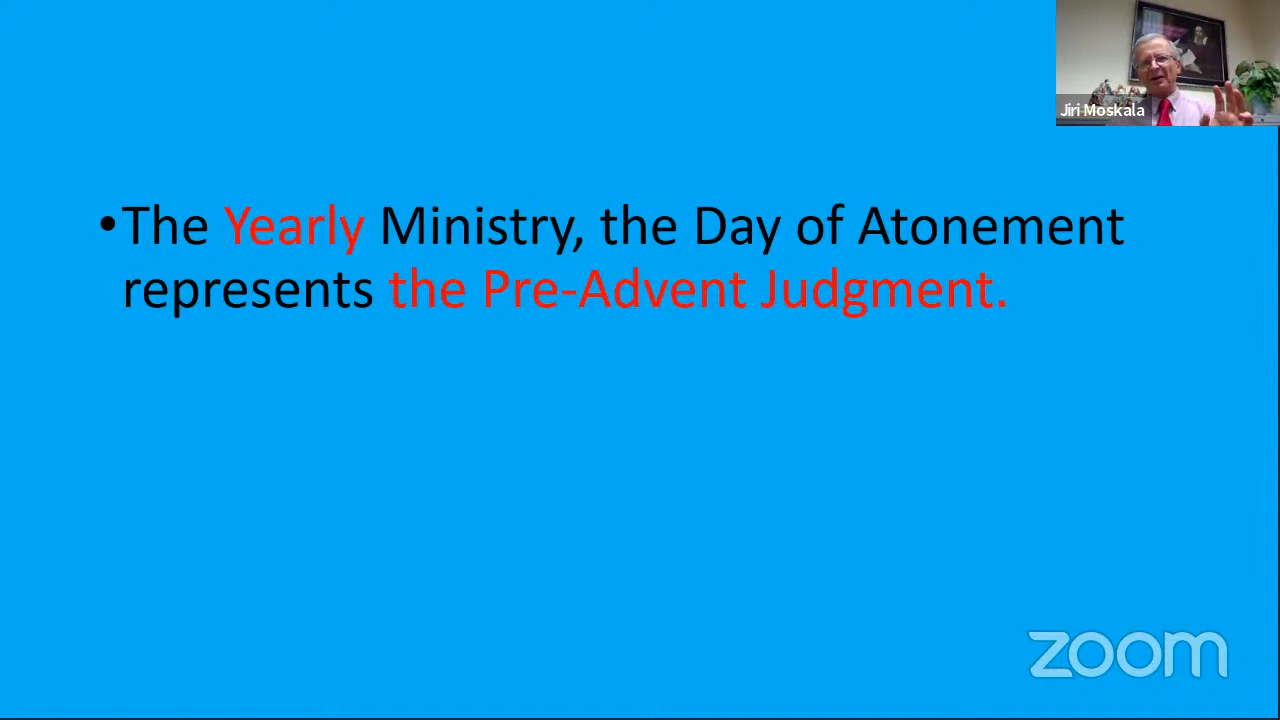 Jiri Moskala
•The Yearly Ministry, the Day of Atonement
represents the Pre-Advent Judgment.
zoom